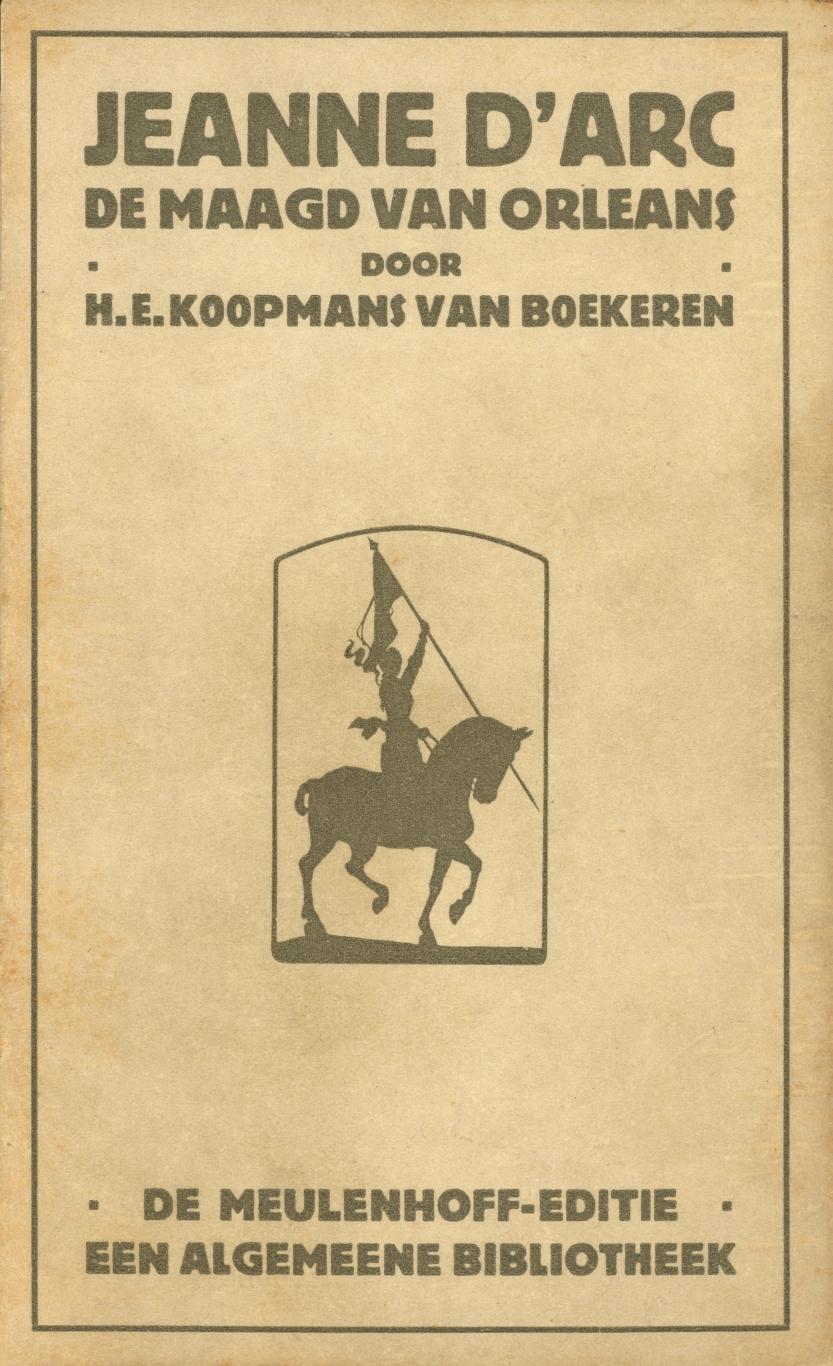 JEANNE D'ARC
DE MAAGD VAN ORLEANS
· DOOR ·
H.E. KOOPMANS VAN BOEKEREN
· DE MEULENHOFF-EDITIE ·
EEN ALGEMEENE BIBLIOTHEEK